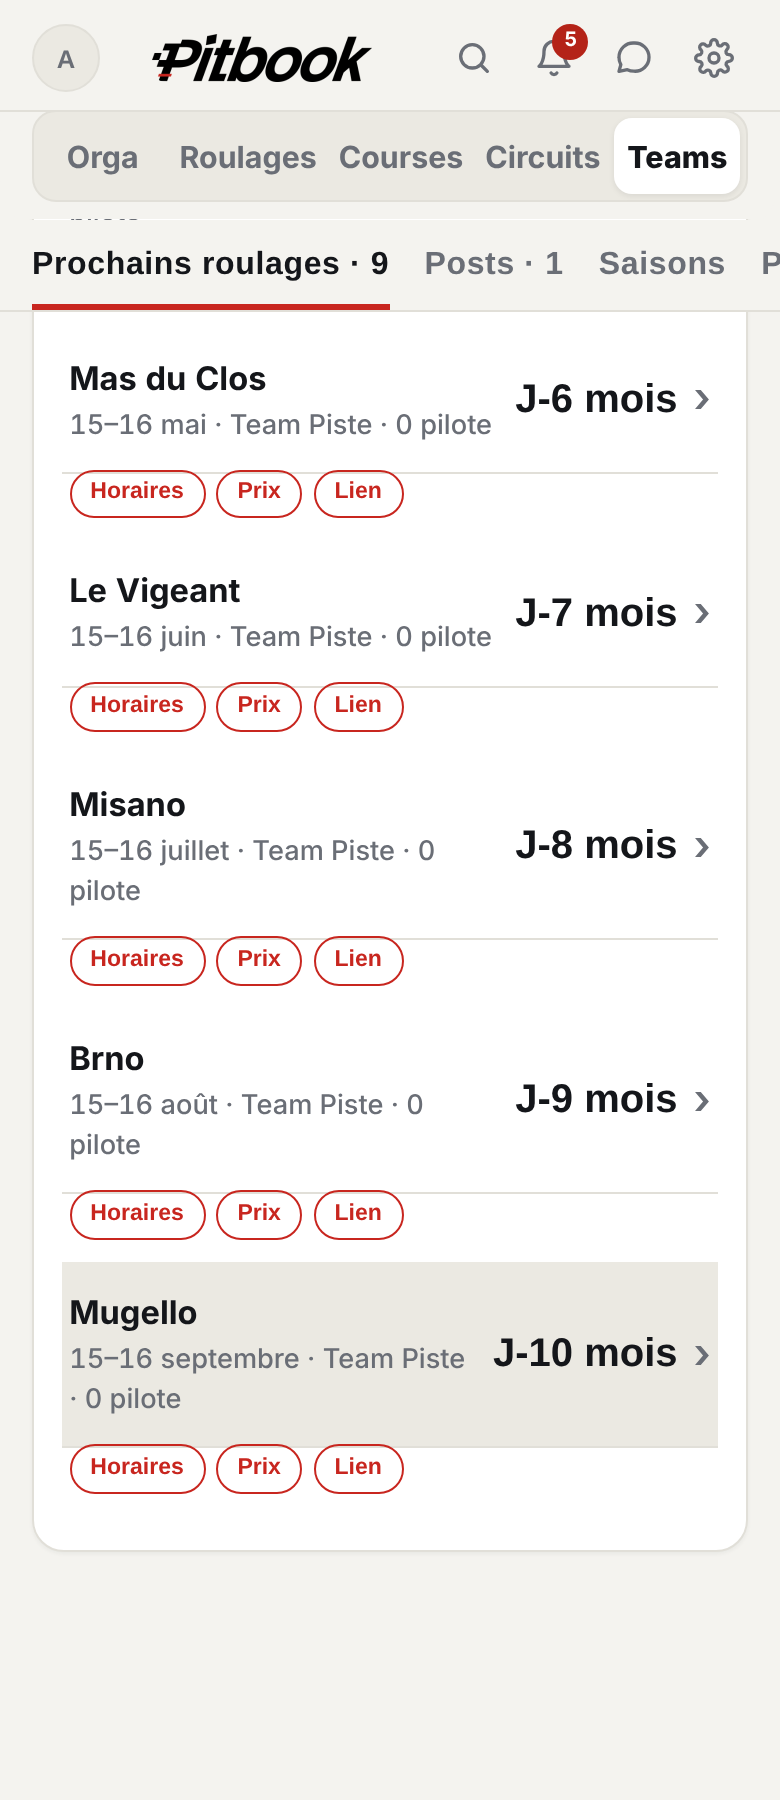 A
Pitbook
5
Orga Roulages Courses Circuits Teams
Prochains roulages · 9 Posts · 1 Saisons P
Mas du Clos
15–16 mai · Team Piste · 0 pilote
J-6 mois ›
Horaires Prix Lien
Le Vigeant
15–16 juin · Team Piste · 0 pilote
J-7 mois ›
Horaires Prix Lien
Misano
15–16 juillet · Team Piste · 0
pilote
J-8 mois ›
Horaires Prix Lien
Brno
15–16 août · Team Piste · 0
pilote
J-9 mois ›
Horaires Prix Lien
Mugello
15–16 septembre · Team Piste
· 0 pilote
J-10 mois ›
Horaires Prix Lien